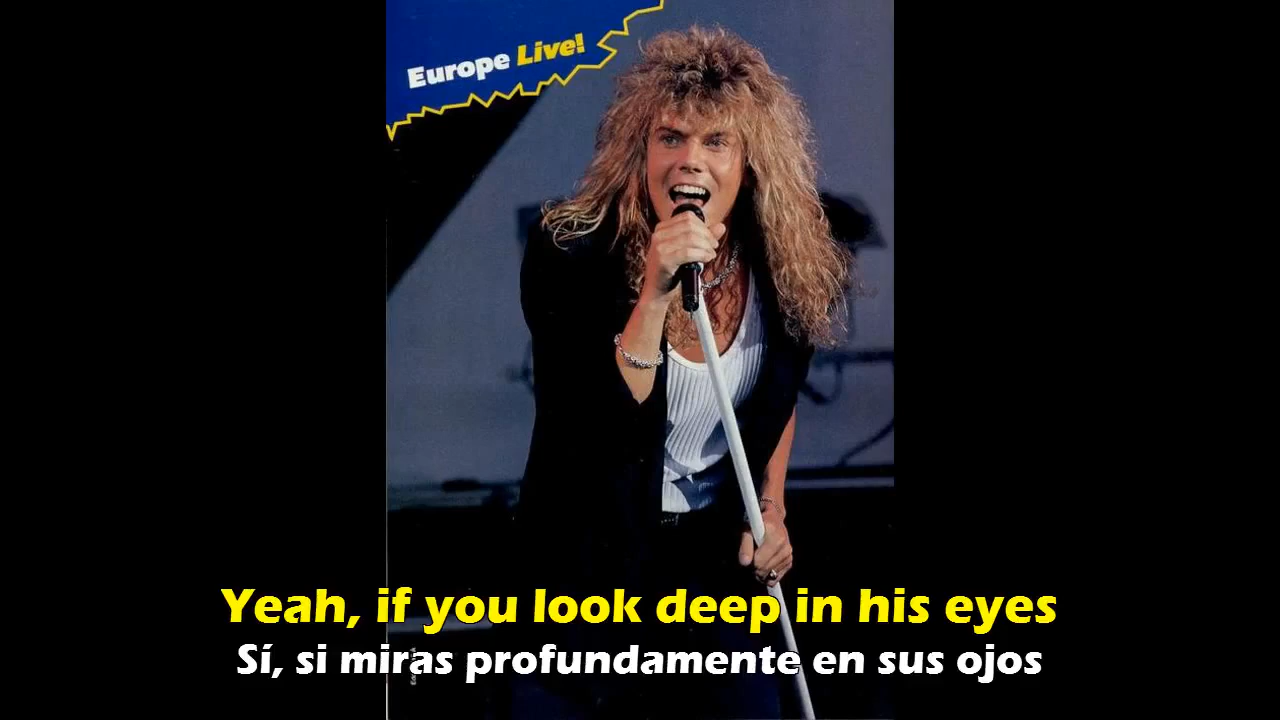 Europe Live!
Yeah, if you look deep in his eyes
Sí, si miras profundamente en sus ojos